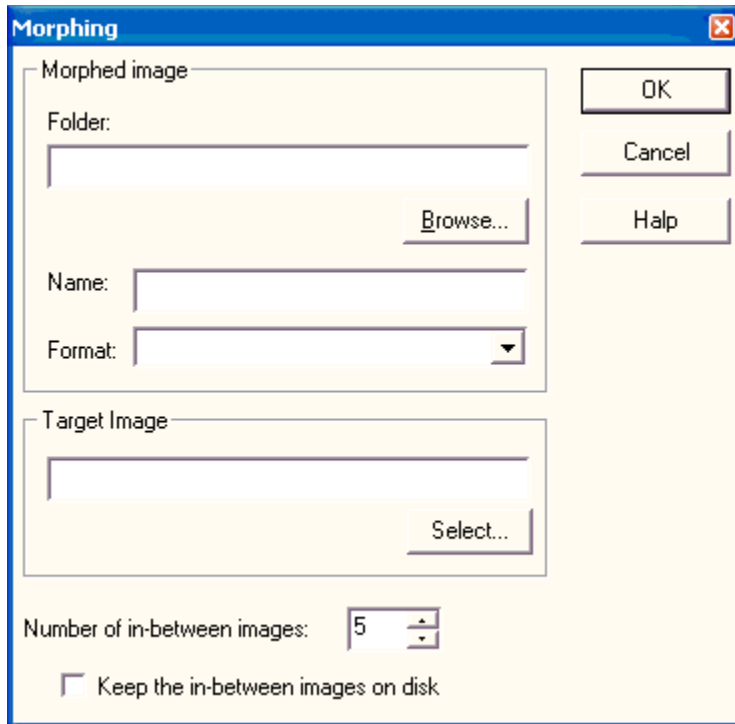 Morphing
Morphed image
OK
Folder:
Cancel
Browse...
Halp
Name:
Format:
Target Image
Select...
Number of in-between images: 5
Keep the in-between images on disk